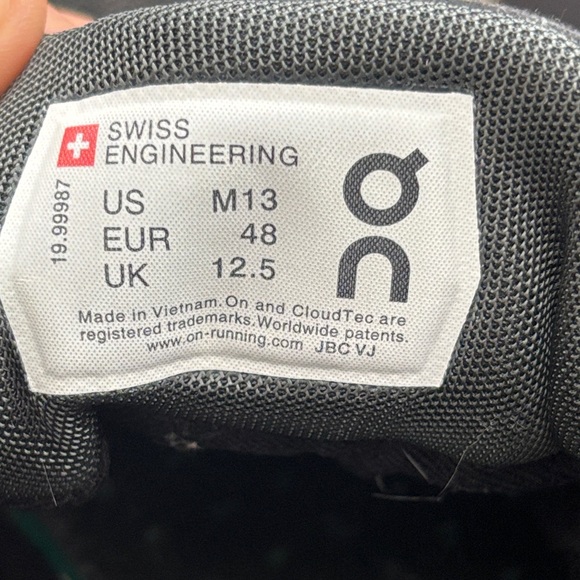 SWISS
ENGINEERING
19.99987
US M13
EUR 48
UK 12.5
Made in Vietnam. On and CloudTec are
registered trademarks. Worldwide patents.
www.on-running.com JBC VJ
On